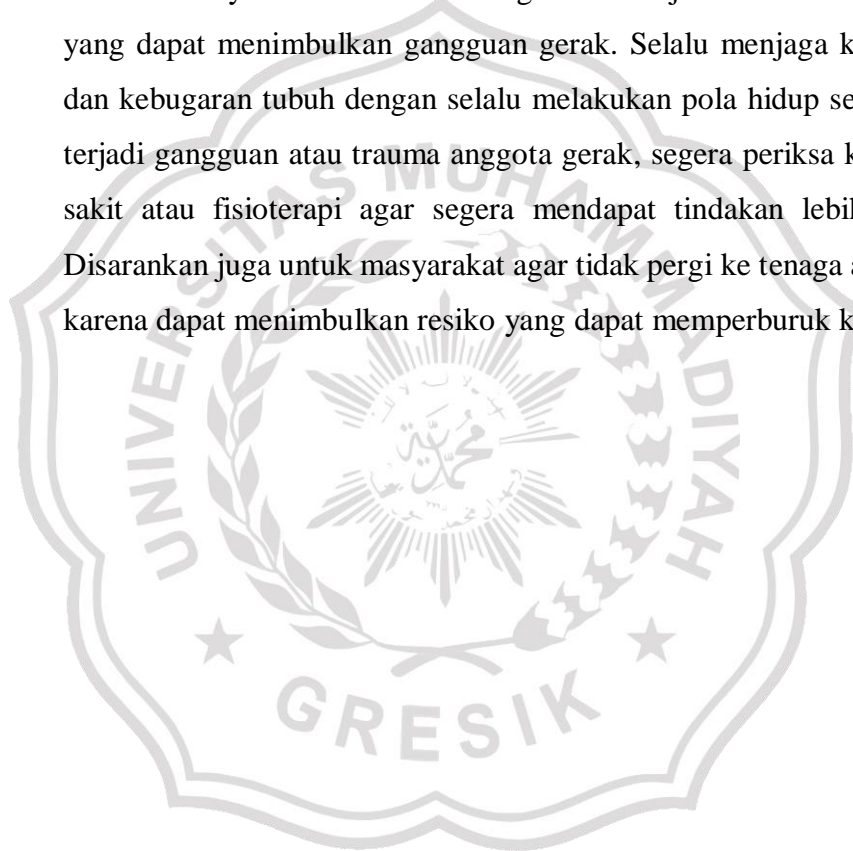 yang dapat menimbulkan gangguan gerak. Selalu menjaga
dan kebugaran tubuh dengan selalu melakukan pola hidup
terjadi gangguan atau trauma anggota gerak, segera periksa
sakit atau fisioterapi agar segera mendapat tindakan
Disarankan juga untuk masyarakat agar tidak pergi ke tenaga
karena dapat menimbulkan resiko yang dapat memperburuk
UNIVERSITAS MUHAMMADIYAH
GRESIK